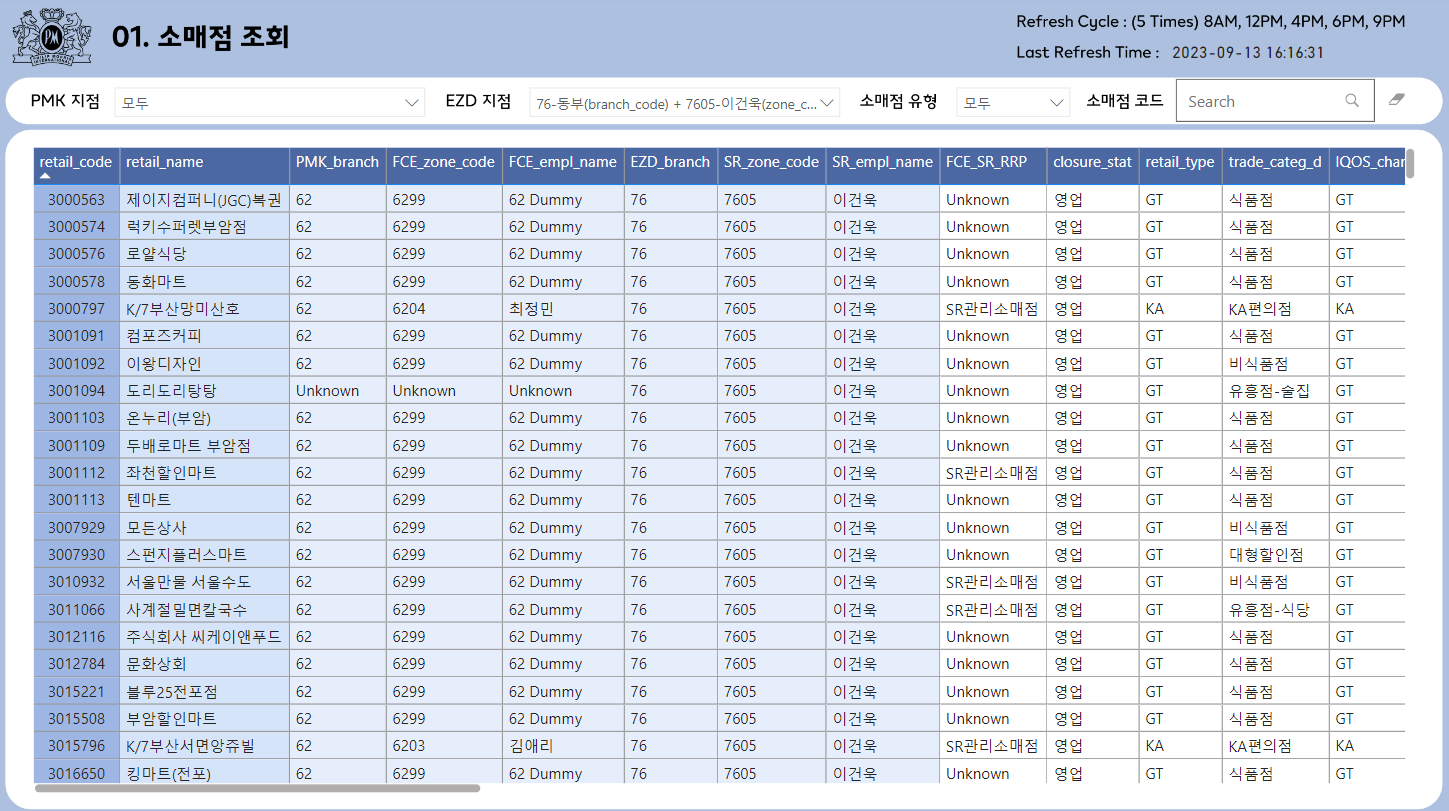 PM
01. 소매점 조회
Refresh Cycle : (5 Times) 8AM, 12PM, 4PM, 6PM, 9PM
Last Refresh Time : 2023-09-13 16:16:31
PMK 지점 모두 EZD 지점 76-동부(branch_code) + 7605-이건욱(zone_c... 소매점 유형 모두 소매점 코드 Search
retail_code retail_name PMK_branch FCE_zone_code FCE_empl_name EZD_branch SR_zone_code SR_empl_name FCE_SR_RRP closure_stat retail_type trade_categ_d IQOS_char
3000563 제이지컴퍼니(JGC)복권 62 6299 62 Dummy 76 7605 이건욱 Unknown 영업 GT 식품점 GT
3000574 럭키수퍼렛부암점 62 6299 62 Dummy 76 7605 이건욱 Unknown 영업 GT 식품점 GT
3000576 로얄식당 62 6299 62 Dummy 76 7605 이건욱 Unknown 영업 GT 식품점 GT
3000578 동화마트 62 6299 62 Dummy 76 7605 이건욱 Unknown 영업 GT 식품점 GT
3000797 K/7부산망미산호 62 6204 최정민 76 7605 이건욱 SR관리소매점 영업 KA KA편의점 KA
3001091 컴포즈커피 62 6299 62 Dummy 76 7605 이건욱 Unknown 영업 GT 식품점 GT
3001092 이왕디자인 62 6299 62 Dummy 76 7605 이건욱 Unknown 영업 GT 비식품점 GT
3001094 도리도리탕탕 Unknown Unknown Unknown 76 7605 이건욱 Unknown 영업 GT 유흥점-술집 GT
3001103 온누리(부암) 62 6299 62 Dummy 76 7605 이건욱 Unknown 영업 GT 식품점 GT
3001109 두배로마트 부암점 62 6299 62 Dummy 76 7605 이건욱 Unknown 영업 GT 식품점 GT
3001112 좌천할인마트 62 6299 62 Dummy 76 7605 이건욱 SR관리소매점 영업 GT 식품점 GT
3001113 텐마트 62 6299 62 Dummy 76 7605 이건욱 Unknown 영업 GT 식품점 GT
3007929 모든상사 62 6299 62 Dummy 76 7605 이건욱 Unknown 영업 GT 비식품점 GT
3007930 스펀지플러스마트 62 6299 62 Dummy 76 7605 이건욱 Unknown 영업 GT 대형할인점 GT
3010932 서울만물 서울수도 62 6299 62 Dummy 76 7605 이건욱 SR관리소매점 영업 GT 비식품점 GT
3011066 사계절밀면칼국수 62 6299 62 Dummy 76 7605 이건욱 SR관리소매점 영업 GT 유흥점-식당 GT
3012116 주식회사 씨케이앤푸드 62 6299 62 Dummy 76 7605 이건욱 Unknown 영업 GT 식품점 GT
3012784 문화상회 62 6299 62 Dummy 76 7605 이건욱 Unknown 영업 GT 식품점 GT
3015221 블루25전포점 62 6299 62 Dummy 76 7605 이건욱 Unknown 영업 GT 식품점 GT
3015508 부암할인마트 62 6299 62 Dummy 76 7605 이건욱 Unknown 영업 GT 식품점 GT
3015796 K/7부산서면앙쥬빌 62 6203 김애리 76 7605 이건욱 SR관리소매점 영업 KA KA편의점 KA
3016650 킹마트(전포) 62 6299 62 Dummy 76 7605 이건욱 Unknown 영업 GT 식품점 GT